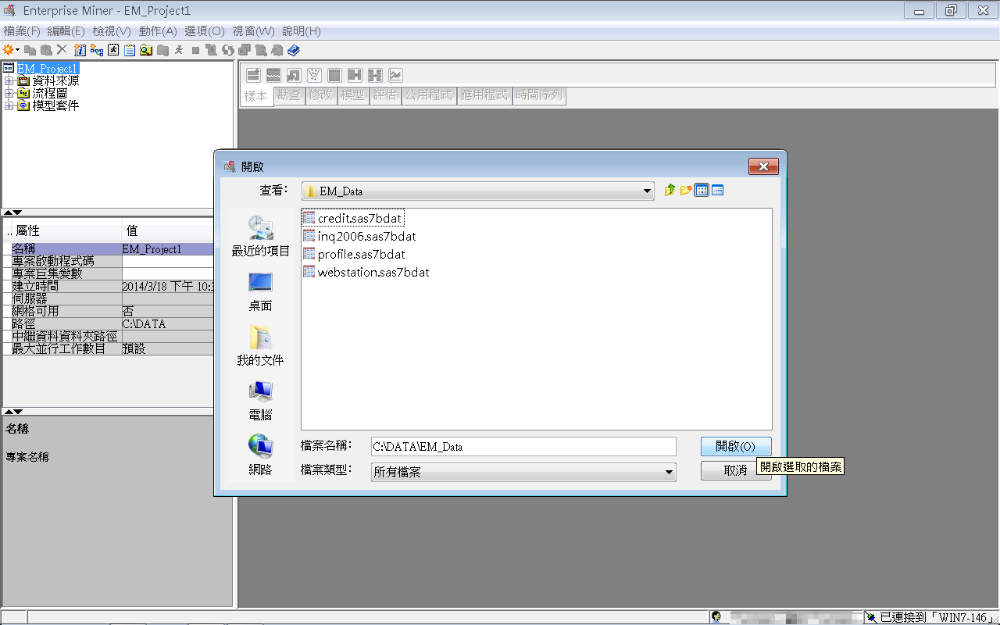 Enterprise Miner - EM_Project1
檔案(F) 編輯(E) 檢視(V) 動作(A) 選項(O) 視窗(W) 說明(H)
EM_Project1
資料來源
流程圖
模型套件
樣本 勘查 修改 模型 評估 公用程式 應用程式 時間序列
.. 屬性 值
名稱 EM_Project1
專案啟動程式碼
專案巨集變數
建立時間 2014/3/18 下午 10:
伺服器
網格可用 否
路徑 C:\DATA
中繼資料資料夾路徑
最大並行工作數目 預設
名稱
專案名稱
開啟
查看: EM_Data
最近的項目
桌面
我的文件
電腦
網路
credit.sas7bdat
inq2006.sas7bdat
profile.sas7bdat
webstation.sas7bdat
檔案名稱: C:\DATA\EM_Data 開啟(O)
檔案類型: 所有檔案 取消
開啟選取的檔案
已連接到「WIN7-146」